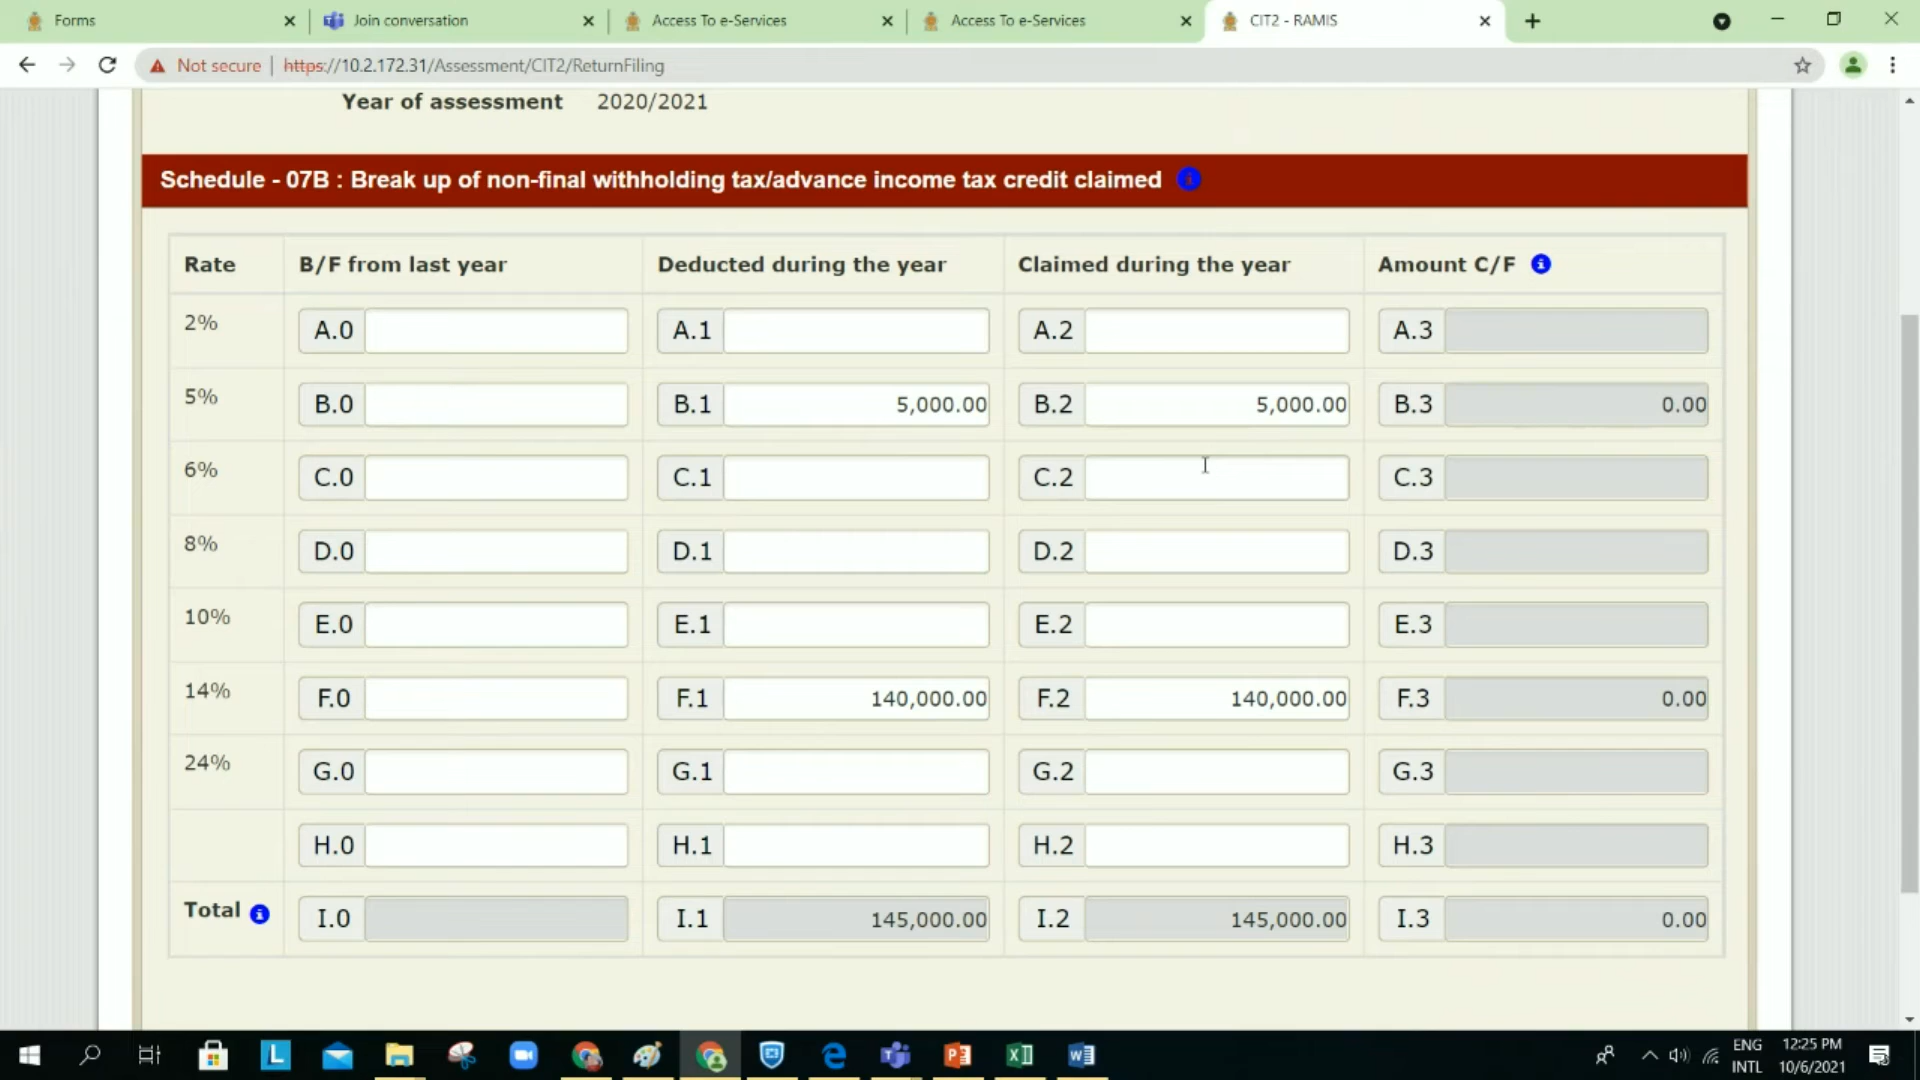 Forms
Join conversation
Access To e-Services
Access To e-Services
CIT2 - RAMIS
Not secure | https://10.2.172.31/Assessment/CIT2/ReturnFiling
Year of assessment 2020/2021
Schedule - 07B : Break up of non-final withholding tax/advance income tax credit claimed
Rate B/F from last year Deducted during the year Claimed during the year Amount C/F
2% A.0 A.1 A.2 A.3
5% B.0 B.1 5,000.00 B.2 5,000.00 B.3 0.00
6% C.0 C.1 C.2 C.3
8% D.0 D.1 D.2 D.3
10% E.0 E.1 E.2 E.3
14% F.0 F.1 140,000.00 F.2 140,000.00 F.3 0.00
24% G.0 G.1 G.2 G.3
H.0 H.1 H.2 H.3
Total I.0 I.1 145,000.00 I.2 145,000.00 I.3 0.00
ENG 12:25 PM
INTL 10/6/2021